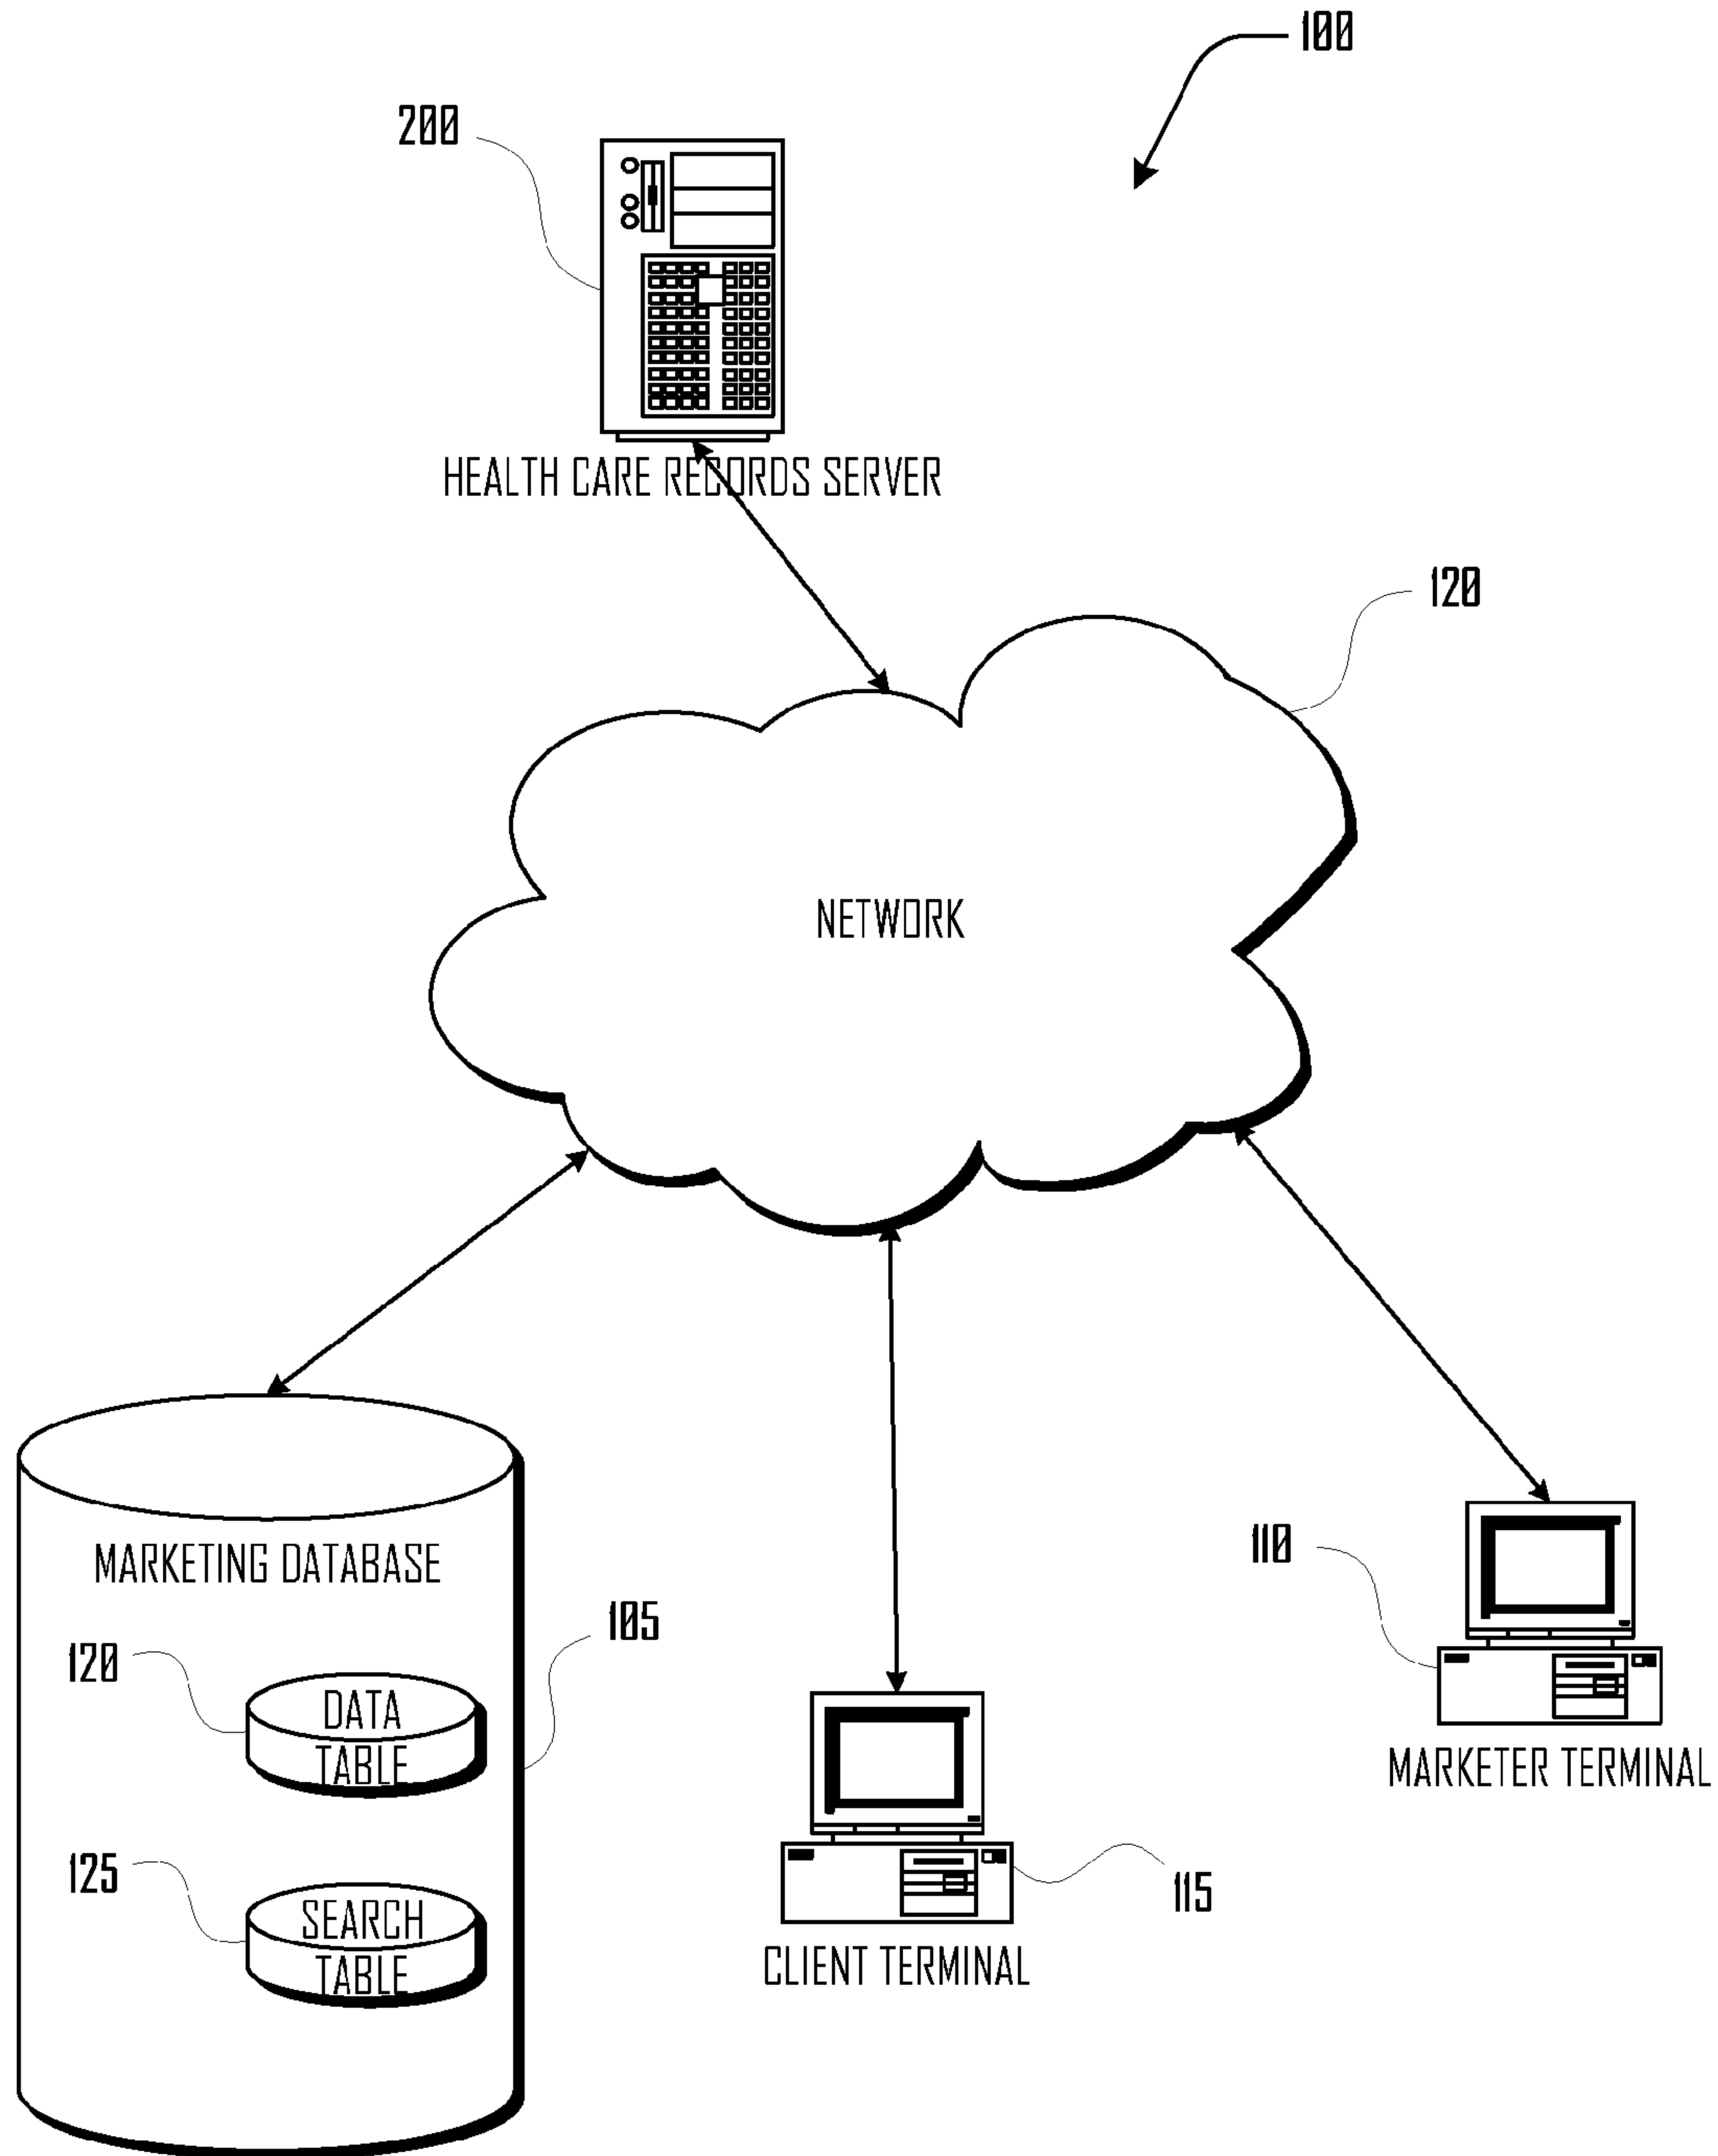 100
200
HEALTH CARE RECORDS SERVER
120
NETWORK
MARKETING DATABASE
105
120
DATA
TABLE
125
SEARCH
TABLE
110
MARKETER TERMINAL
115
CLIENT TERMINAL